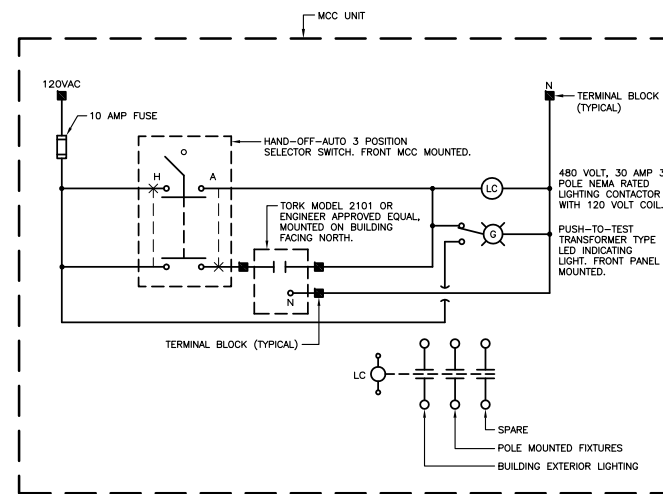 MCC UNIT
120VAC
10 AMP FUSE
HAND-OFF-AUTO 3 POSITION
SELECTOR SWITCH. FRONT MCC MOUNTED.
O
H
A
N
TERMINAL BLOCK
(TYPICAL)
LC
480 VOLT, 30 AMP 3
POLE NEMA RATED
LIGHTING CONTACTOR
WITH 120 VOLT COIL.
TORK MODEL 2101 OR
ENGINEER APPROVED EQUAL,
MOUNTED ON BUILDING
FACING NORTH.
G
PUSH-TO-TEST
TRANSFORMER TYPE
LED INDICATING
LIGHT. FRONT PANEL
MOUNTED.
N
TERMINAL BLOCK (TYPICAL)
LC
SPARE
POLE MOUNTED FIXTURES
BUILDING EXTERIOR LIGHTING